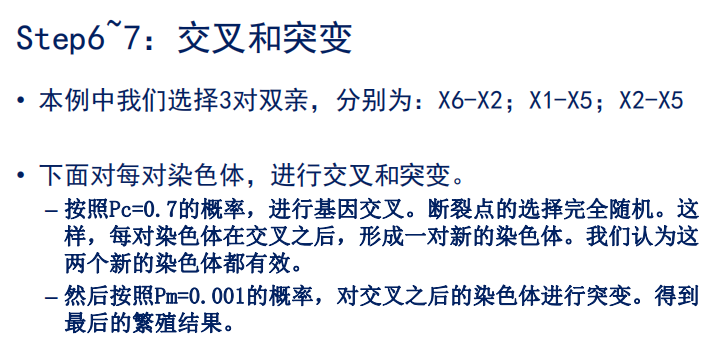 Step6~7：交叉和突变
• 本例中我们选择3对双亲，分别为：X6-X2；X1-X5；X2-X5
• 下面对每对染色体，进行交叉和突变。
– 按照Pc=0.7的概率，进行基因交叉。断裂点的选择完全随机。这
样，每对染色体在交叉之后，形成一对新的染色体。我们认为这
两个新的染色体都有效。
– 然后按照Pm=0.001的概率，对交叉之后的染色体进行突变。得到
最后的繁殖结果。